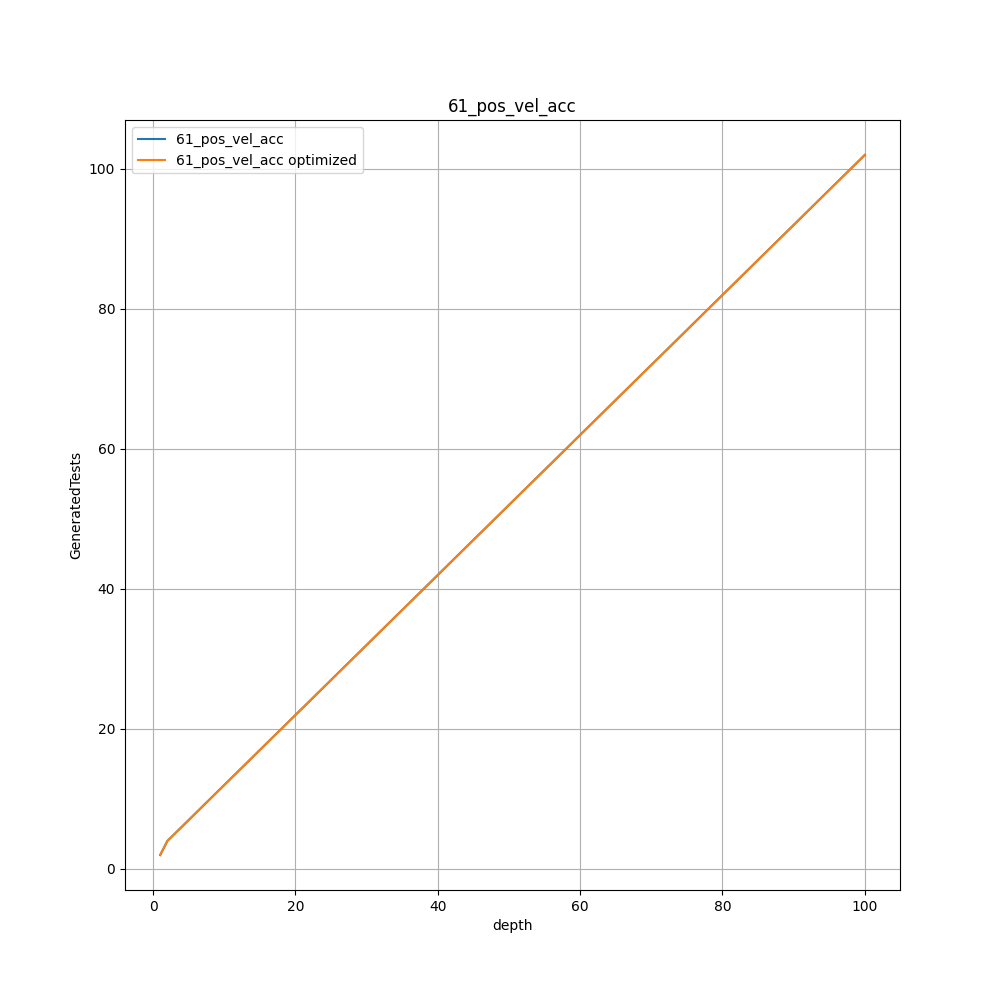 61_pos_vel_acc
61_pos_vel_acc
61_pos_vel_acc optimized
100
80
60
40
20
0
GeneratedTests
0 20 40 60 80 100
depth